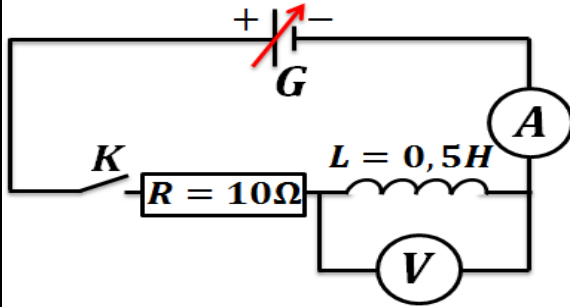 + −
G
A
K
L = 0,5H
R = 10Ω
V